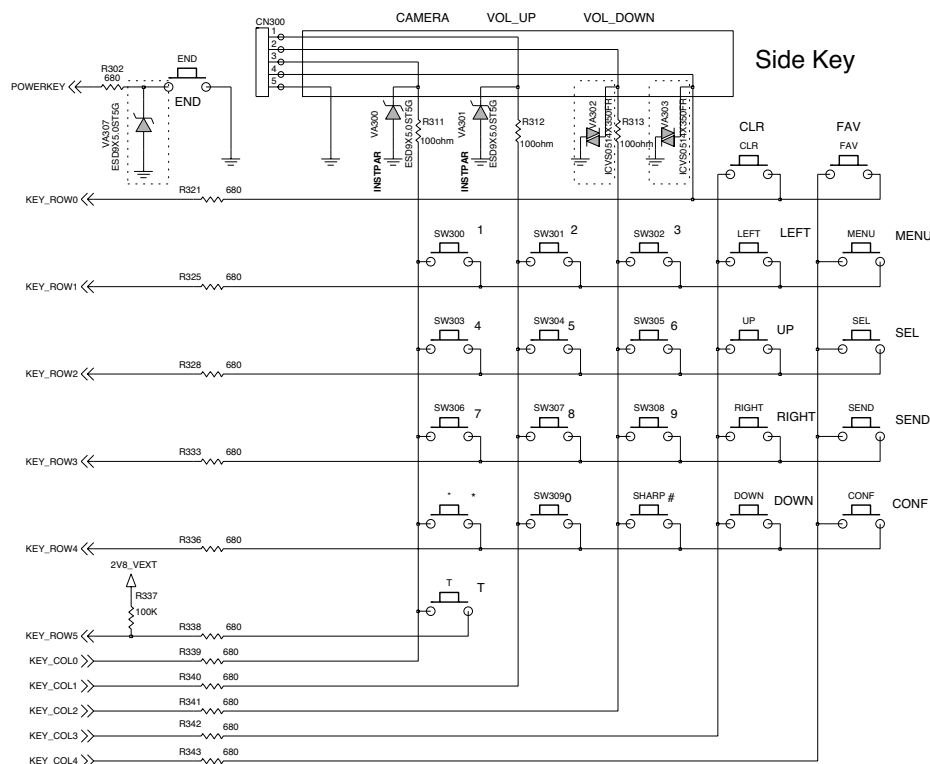 CN300 CAMERA VOL_UP VOL_DOWN
1
2
3
4
5
Side Key
END
R302
680
POWERKEY
END
VA307
ESD9X5.0ST5G
VA300
ESD9X5.0ST5G
INSTPAR
R311
100ohm
VA301
ESD9X5.0ST5G
INSTPAR
R312
100ohm
VA302
ICVS0514X350FR
R313
100ohm
VA303
ICVS0514X350FR
CLR FAV
CLR FAV
R321 680
KEY_ROW0
SW300 1 SW301 2 SW302 3 LEFT LEFT MENU MENU
R325 680
KEY_ROW1
SW303 4 SW304 5 SW305 6 UP UP SEL SEL
R328 680
KEY_ROW2
SW306 7 SW307 8 SW308 9 RIGHT RIGHT SEND SEND
R333 680
KEY_ROW3
* * SW309 0 SHARP # DOWN DOWN CONF CONF
R336 680
KEY_ROW4
2V8_VEXT
R337
100K
T T
R338 680
KEY_ROW5
R339 680
KEY_COL0
R340 680
KEY_COL1
R341 680
KEY_COL2
R342 680
KEY_COL3
R343 680
KEY_COL4